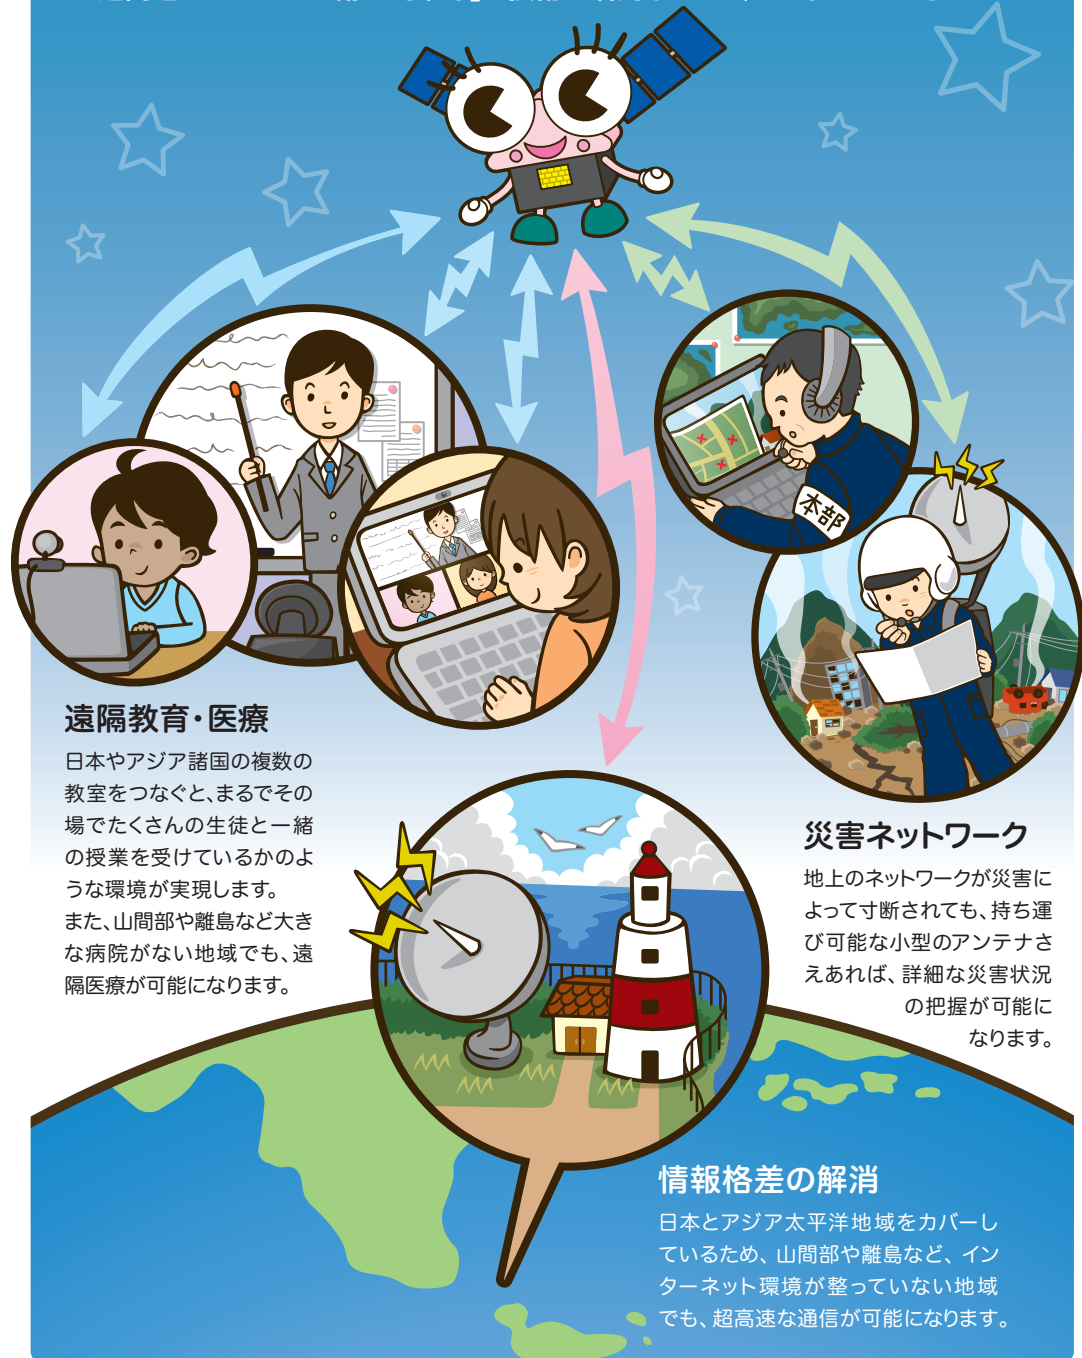 本部
遠隔教育・医療
日本やアジア諸国の複数の
教室をつなぐと、まるでその
場でたくさんの生徒と一緒
の授業を受けているかのよ
うな環境が実現します。
また、山間部や離島など大き
な病院がない地域でも、遠
隔医療が可能になります。
災害ネットワーク
地上のネットワークが災害に
よって寸断されても、持ち運
び可能な小型のアンテナさ
えあれば、詳細な災害状況
の把握が可能に
なります。
情報格差の解消
日本とアジア太平洋地域をカバーし
ているため、山間部や離島など、イン
ターネット環境が整っていない地域
でも、超高速な通信が可能になります。